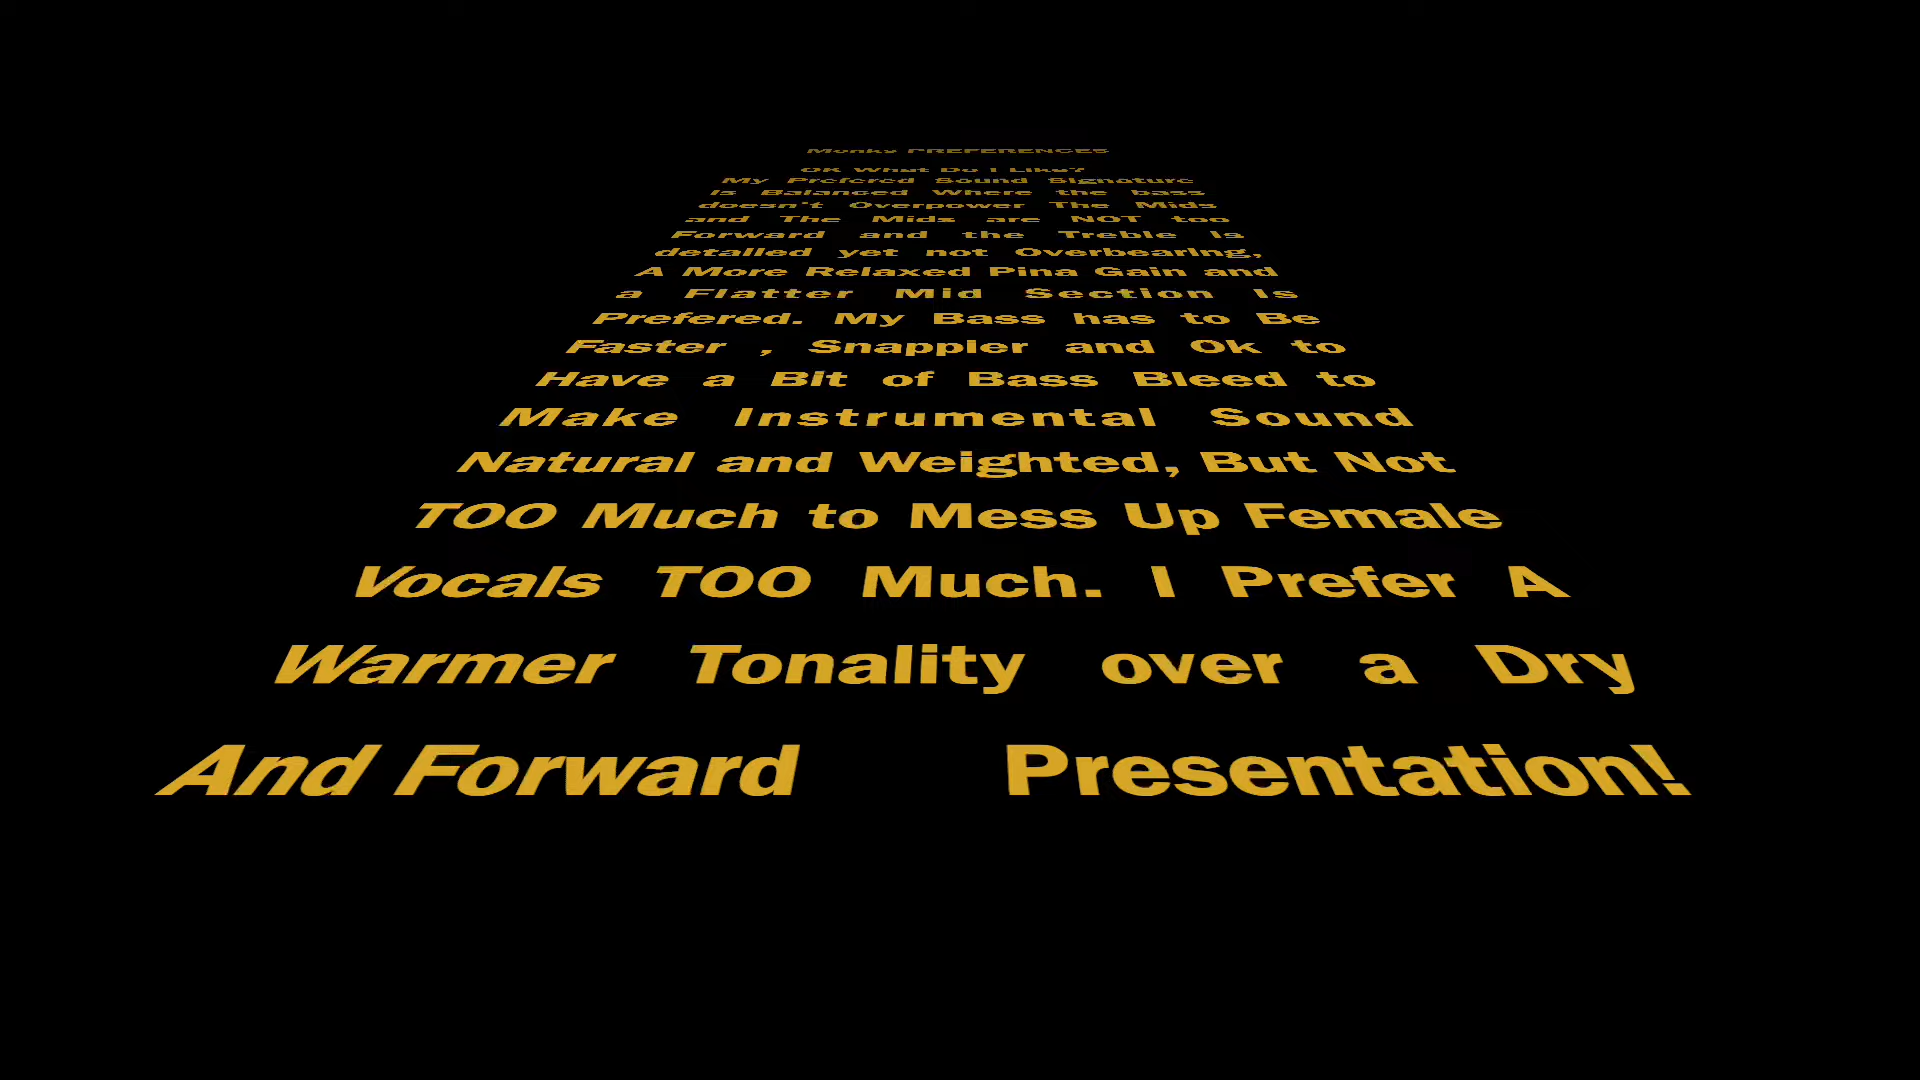 Monks PREFERENCES
OK What Do I Like?
My Prefered Sound Signature
Is Balanced Where the bass
doesn't Overpower The Mids
and The Mids are NOT too
Forward and the Treble Is
detailed yet not Overbearing,
A More Relaxed Pina Gain and
a Flatter Mid Section Is
Prefered. My Bass has to Be
Faster , Snappier and Ok to
Have a Bit of Bass Bleed to
Make Instrumental Sound
Natural and Weighted, But Not
TOO Much to Mess Up Female
Vocals TOO Much. I Prefer A
Warmer Tonality over a Dry
And Forward Presentation!